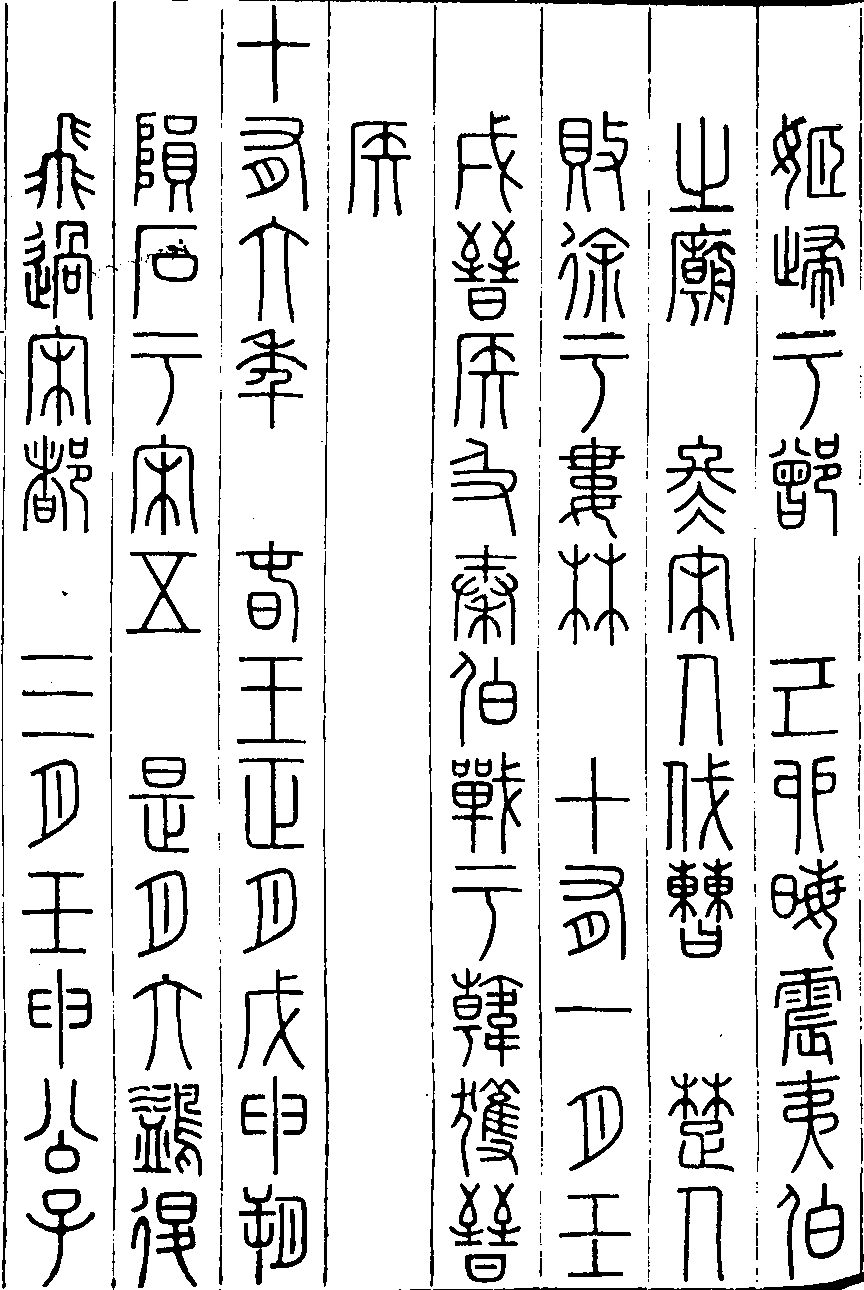 姬歸于鄫 己卯晦震夷伯
之廟 冬宋人伐曹 楚人
敗徐于婁林 十有一月壬
戌晉侯及秦伯戰于韓獲晉
侯
十有六年 春王正月戊申朔
隕石于宋五 是月六鷁退
飛過宋都 三月壬申公子